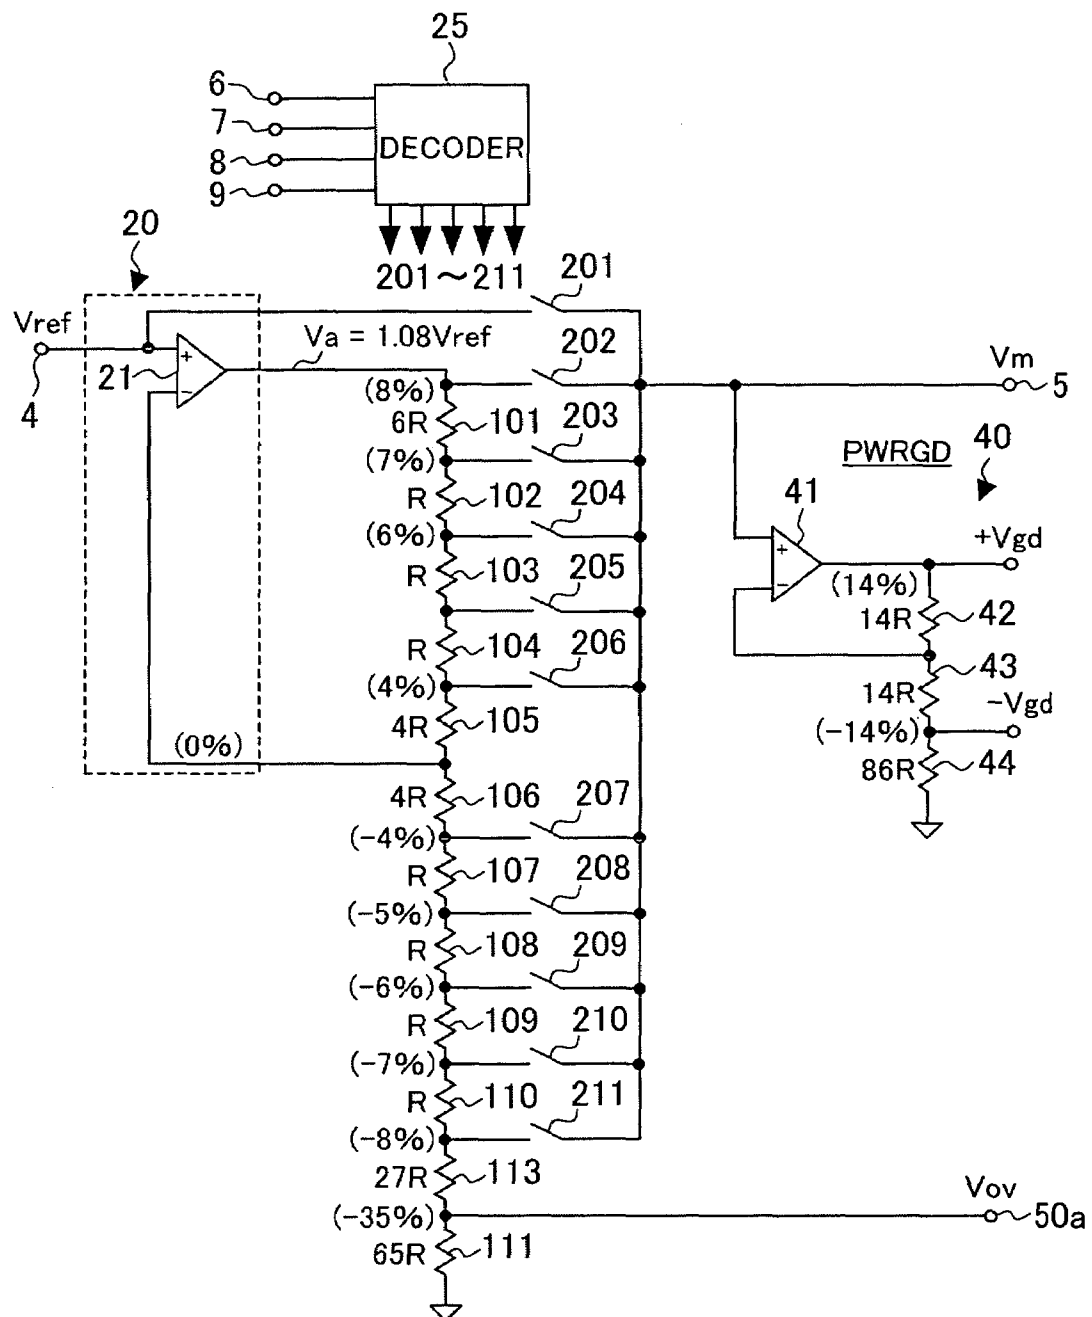 25
6
7
8
9
DECODER
20
201～211
201
Vref
Va = 1.08Vref
202
Vm
21
(8%)
4
5
6R
101
203
PWRGD
40
(7%)
R
102
204
41
+Vgd
(6%)
R
103
205
(14%)
14R
42
R
104
206
43
(4%)
14R
−Vgd
4R
105
(−14%)
(0%)
86R
44
4R
106
207
(−4%)
R
107
208
(−5%)
R
108
209
(−6%)
R
109
210
(−7%)
R
110
211
(−8%)
27R
113
Vov
(−35%)
50a
65R
111